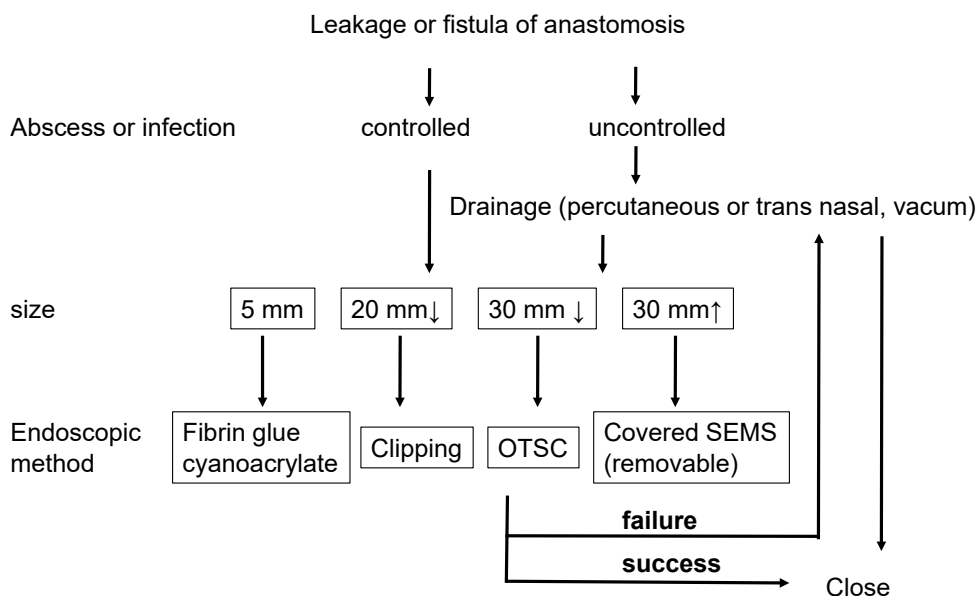 Leakage or fistula of anastomosis
Abscess or infection controlled uncontrolled
Drainage (percutaneous or trans nasal, vacum)
size 5 mm 20 mm↓ 30 mm ↓ 30 mm↑
Endoscopic method
Fibrin glue cyanoacrylate
Clipping
OTSC
Covered SEMS (removable)
failure
success
Close